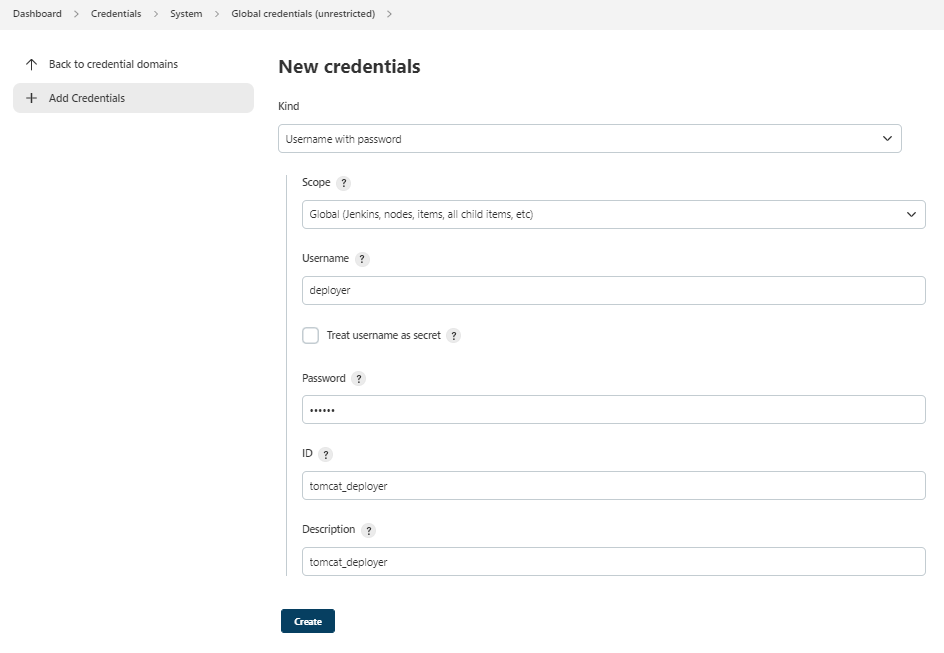 Dashboard > Credentials > System > Global credentials (unrestricted) >
Back to credential domains
Add Credentials
New credentials
Kind
Username with password
Scope ?
Global (Jenkins, nodes, items, all child items, etc)
Username ?
deployer
Treat username as secret ?
Password ?
••••••
ID ?
tomcat_deployer
Description ?
tomcat_deployer
Create